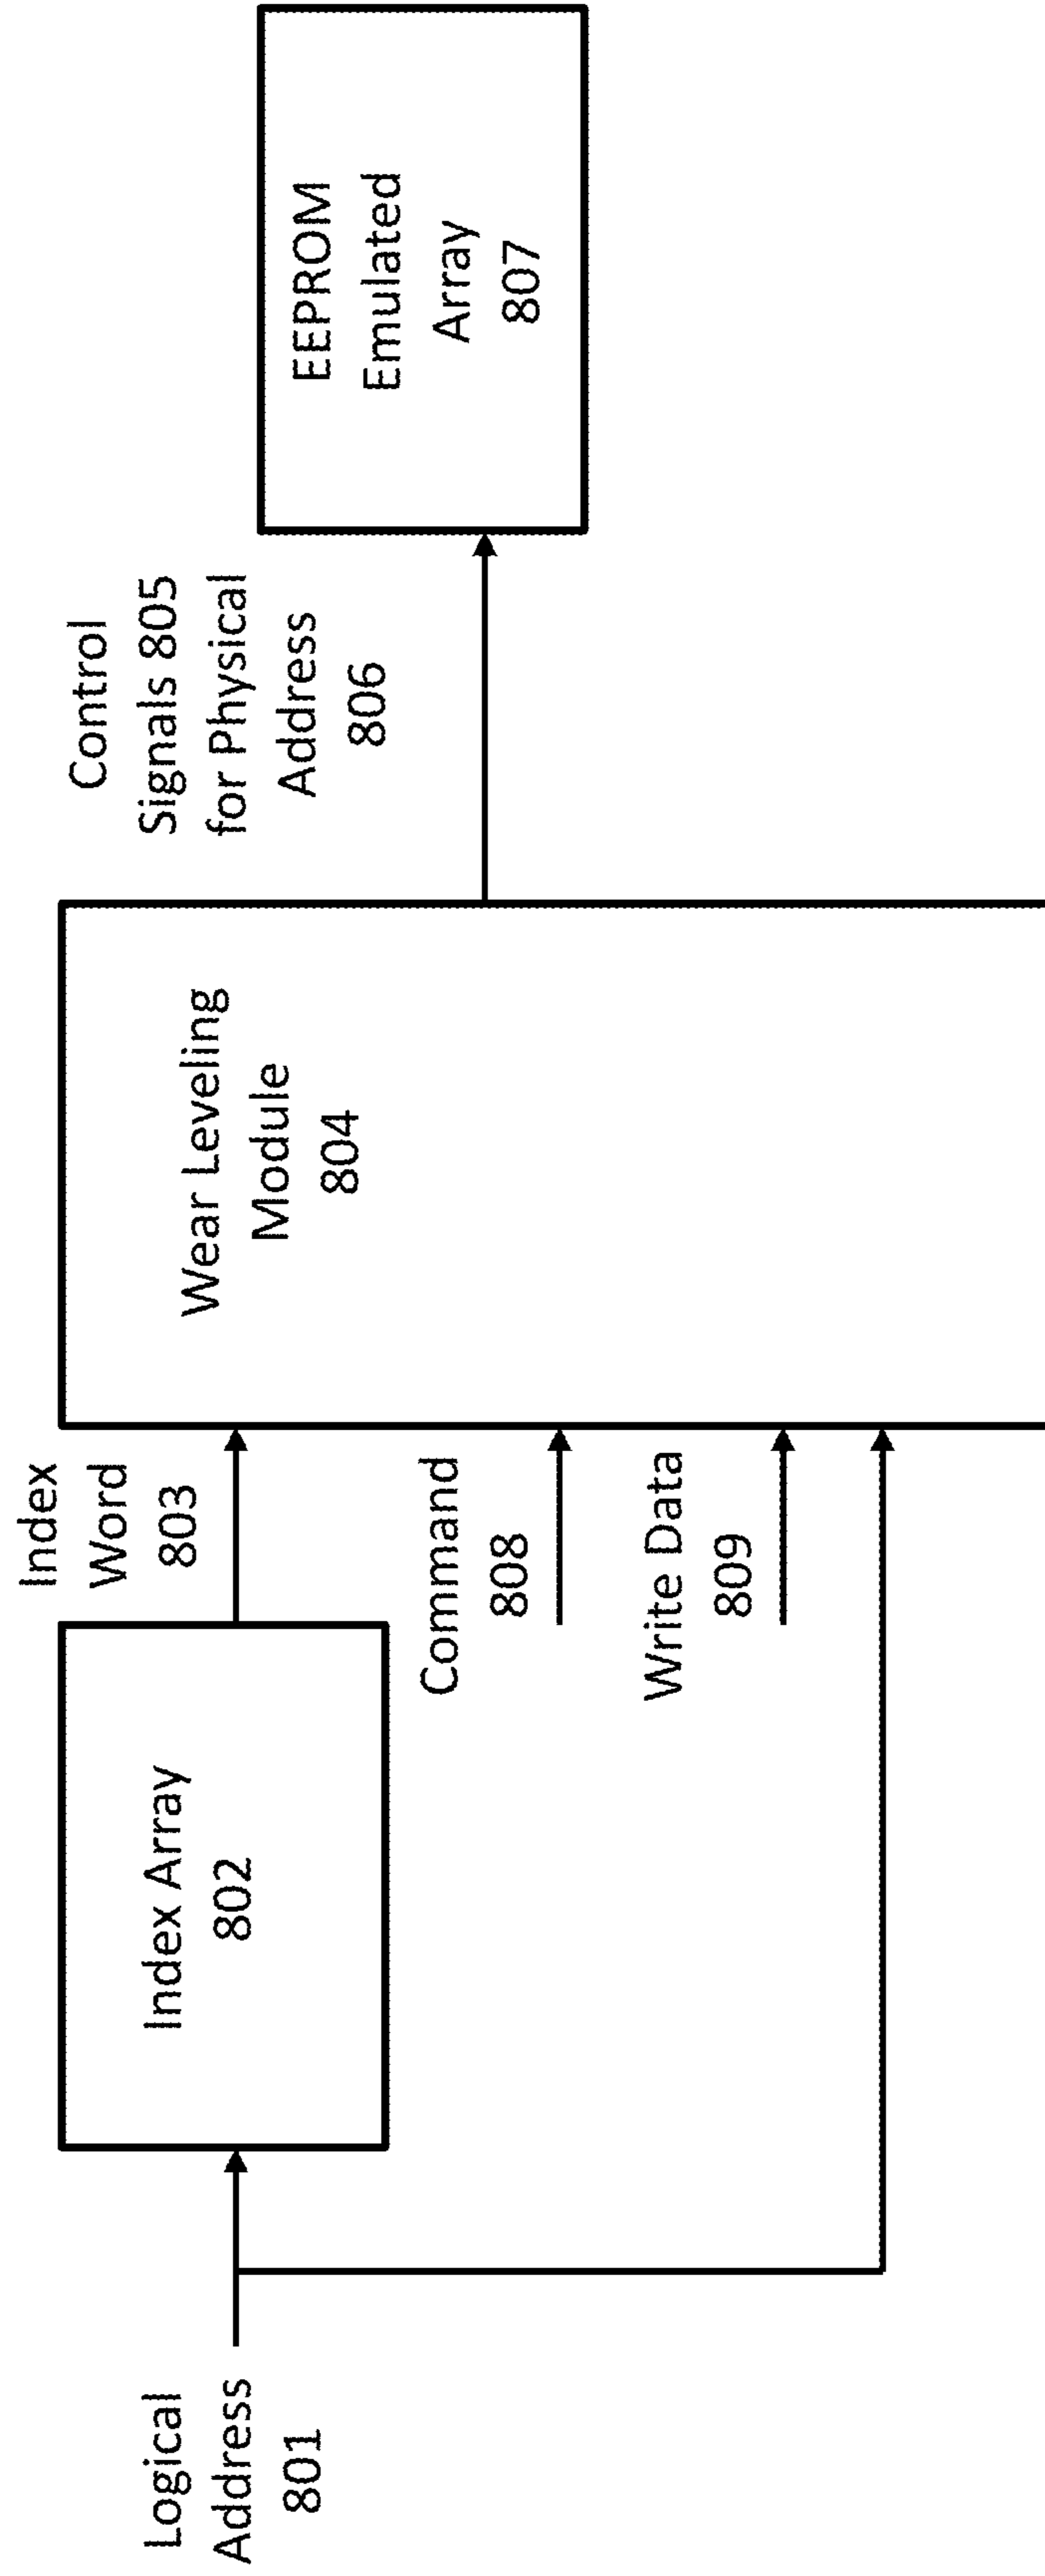 Logical
Address
801
Index Array
802
Index
Word
803
Command
808
Write Data
809
Wear Leveling
Module
804
Control
Signals 805
for Physical
Address
806
EEPROM
Emulated
Array
807